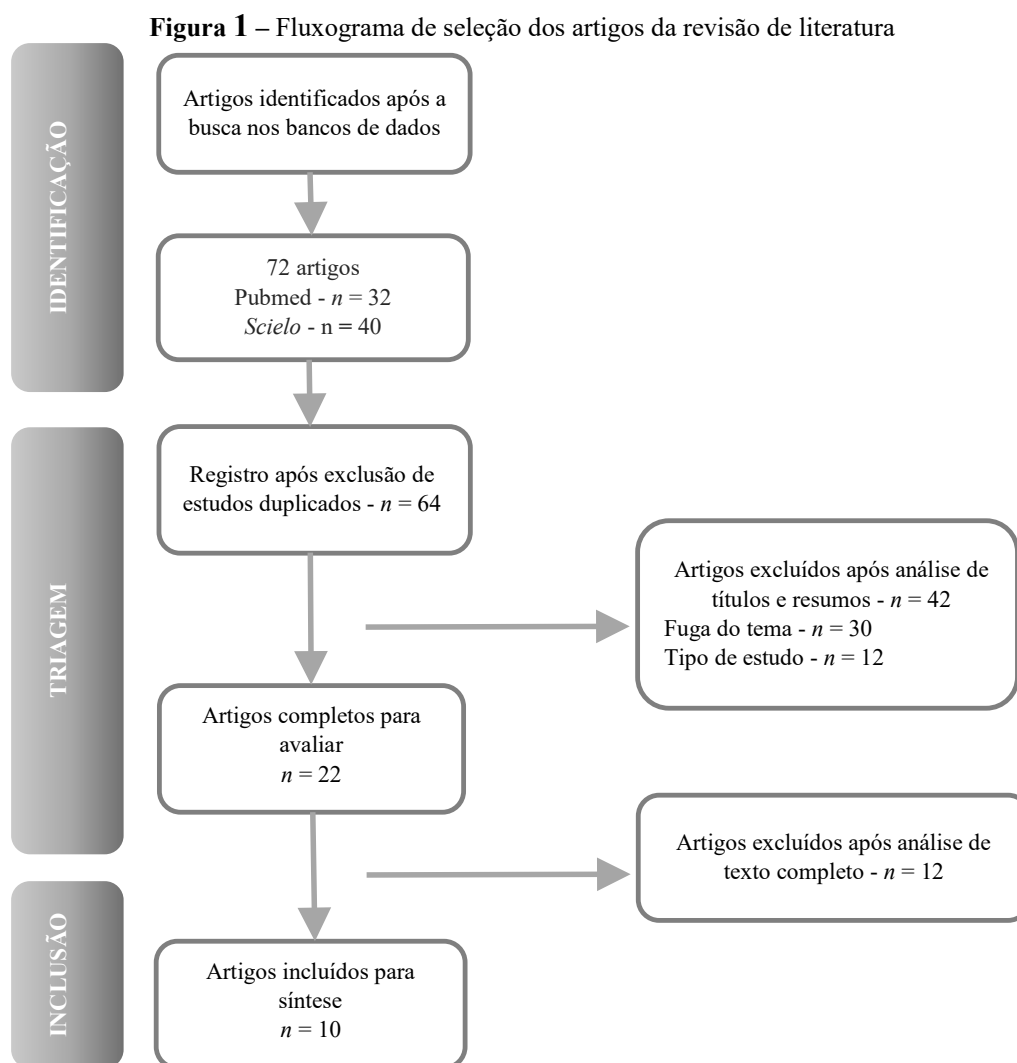 Figura 1 – Fluxograma de seleção dos artigos da revisão de literatura
IDENTIFICAÇÃO
Artigos identificados após a
busca nos bancos de dados
72 artigos
Pubmed - n = 32
Scielo - n = 40
TRIAGEM
Registro após exclusão de
estudos duplicados - n = 64
Artigos excluídos após análise de
títulos e resumos - n = 42
Fuga do tema - n = 30
Tipo de estudo - n = 12
Artigos completos para
avaliar
n = 22
Artigos excluídos após análise de
texto completo - n = 12
INCLUSÃO
Artigos incluídos para
síntese
n = 10